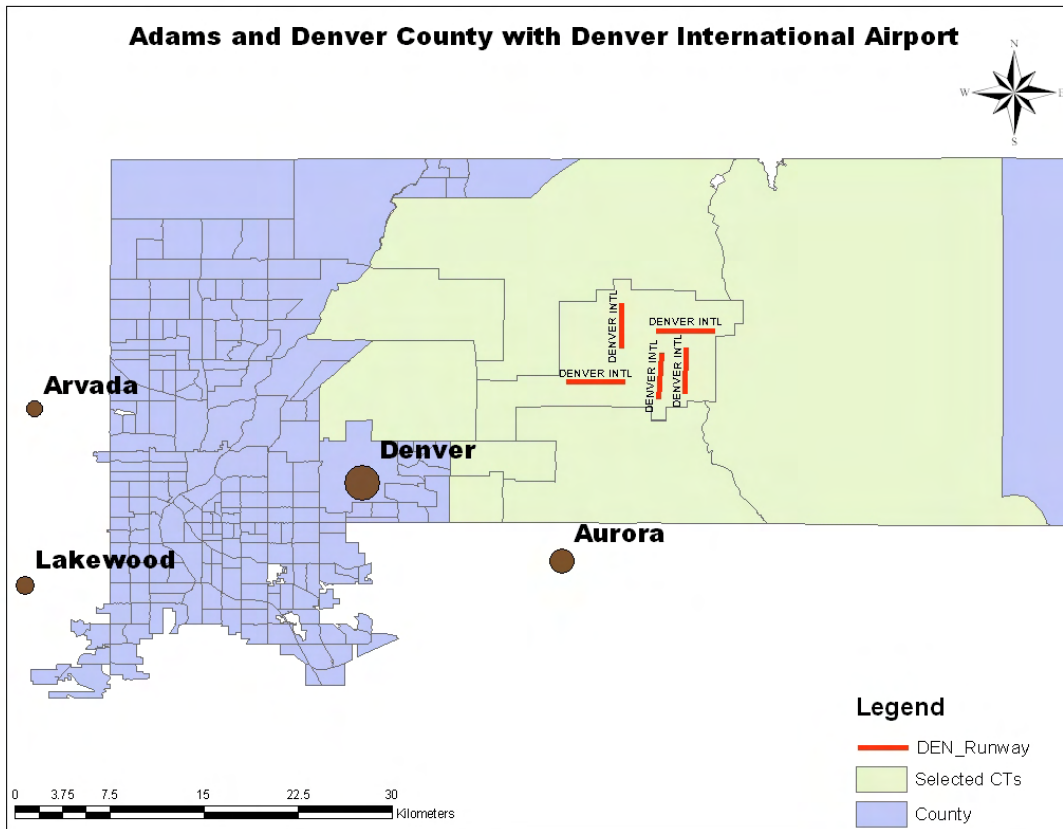 Adams and Denver County with Denver International Airport
N
W
E
S
DENVER INTL
DENVER INTL
DENVER INTL
DENVER INTL
DENVER INTL
Arvada
Denver
Aurora
Lakewood
Legend
DEN_Runway
Selected CTs
County
0 3.75 7.5 15 22.5 30
Kilometers